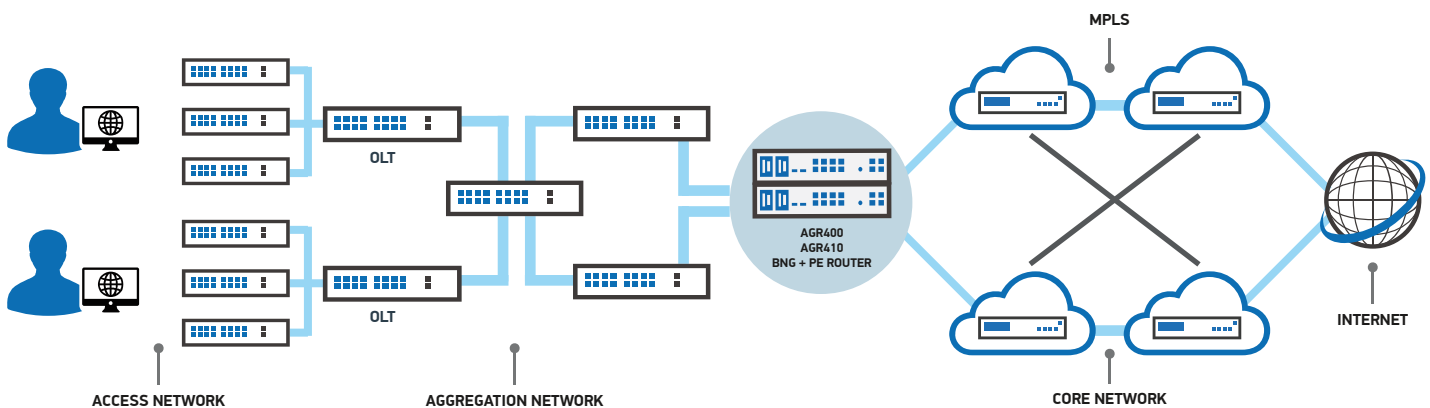 MPLS
OLT
AGR400
AGR410
BNG + PE ROUTER
OLT
INTERNET
ACCESS NETWORK
AGGREGATION NETWORK
CORE NETWORK